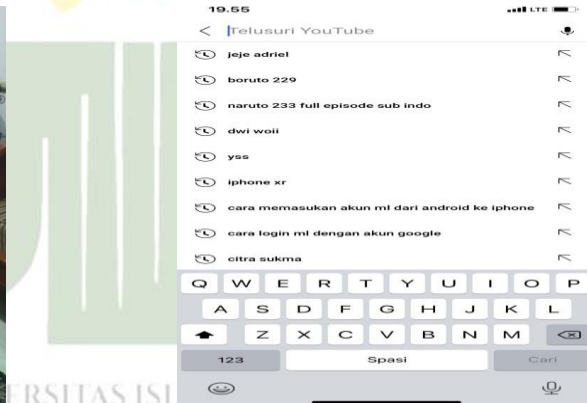 19.55
LTE
Telusuri YouTube
jeje adriel
boruto 229
naruto 233 full episode sub indo
dwi woii
yss
iphone xr
cara memasukan akun ml dari android ke iphone
cara login ml dengan akun google
citra sukma
Q W E R T Y U I O P
A S D F G H J K L
Z X C V B N M
123 Spasi Cari
ERSITAS ISL